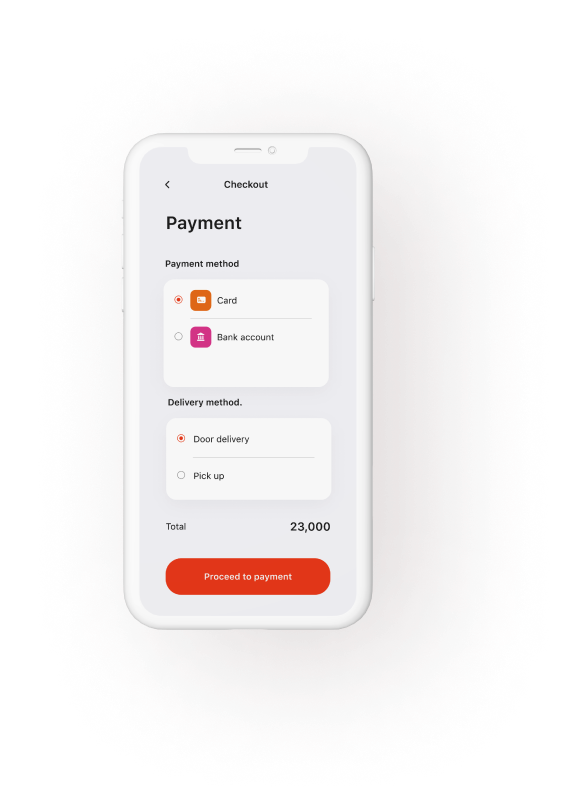 Checkout
Payment
Payment method
Card
Bank account
Delivery method.
Door delivery
Pick up
Total 23,000
Proceed to payment